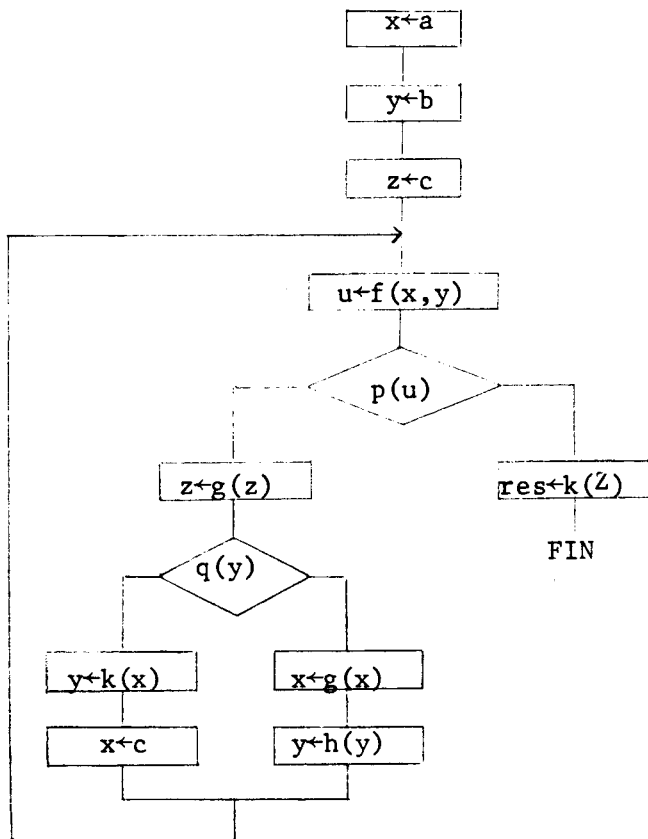 x←a
y←b
z←c
u←f(x,y)
p(u)
z←g(z)
res←k(Z)
FIN
q(y)
y←k(x)
x←g(x)
x←c
y←h(y)